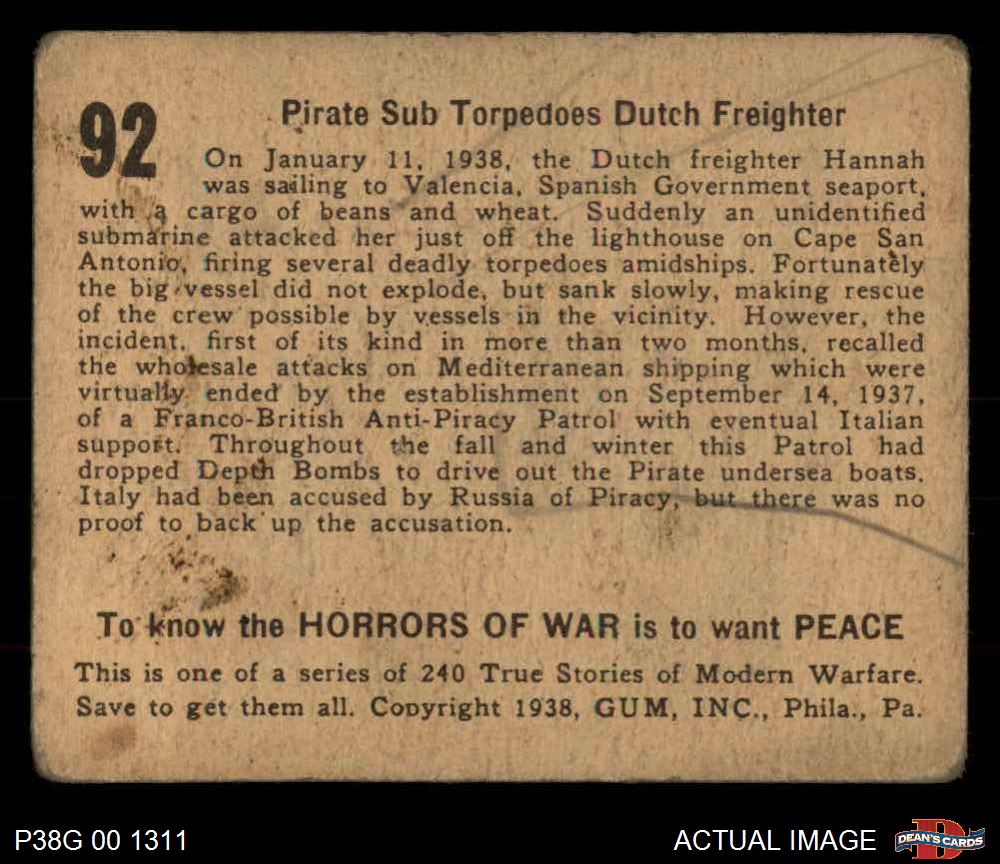 92
Pirate Sub Torpedoes Dutch Freighter
On January 11, 1938, the Dutch freighter Hannah
was sailing to Valencia, Spanish Government seaport,
with a cargo of beans and wheat. Suddenly an unidentified
submarine attacked her just off the lighthouse on Cape San
Antonio, firing several deadly torpedoes amidships. Fortunately
the big vessel did not explode, but sank slowly, making rescue
of the crew possible by vessels in the vicinity. However, the
incident, first of its kind in more than two months, recalled
the wholesale attacks on Mediterranean shipping which were
virtually ended by the establishment on September 14, 1937,
of a Franco-British Anti-Piracy Patrol with eventual Italian
support. Throughout the fall and winter this Patrol had
dropped Depth Bombs to drive out the Pirate undersea boats.
Italy had been accused by Russia of Piracy, but there was no
proof to back up the accusation.
To know the HORRORS OF WAR is to want PEACE
This is one of a series of 240 True Stories of Modern Warfare.
Save to get them all. Copyright 1938, GUM, INC., Phila., Pa.
P38G 00 1311
ACTUAL IMAGE
DEAN'S CARDS